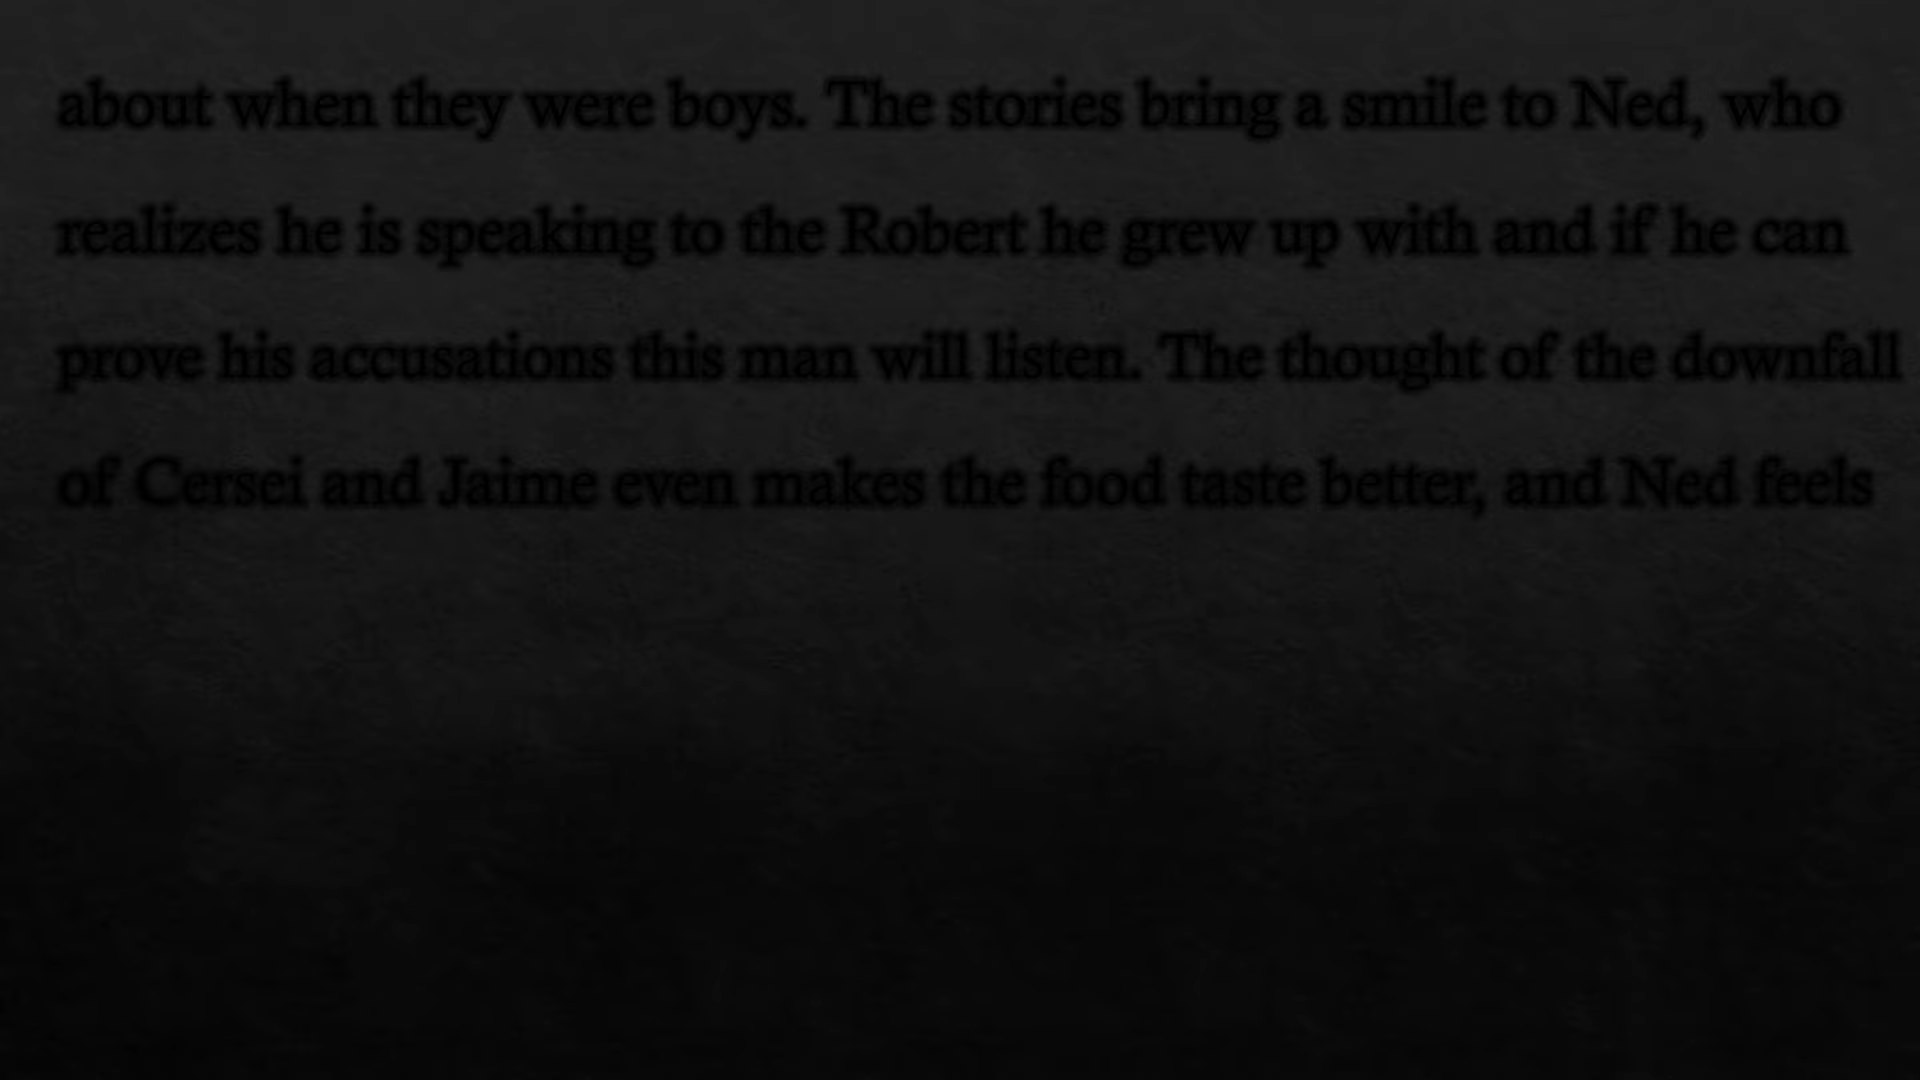 about when they were boys. The stories bring a smile to Ned, who
realizes he is speaking to the Robert he grew up with and if he can
prove his accusations this man will listen. The thought of the downfall
of Cersei and Jaime even makes the food taste better, and Ned feels